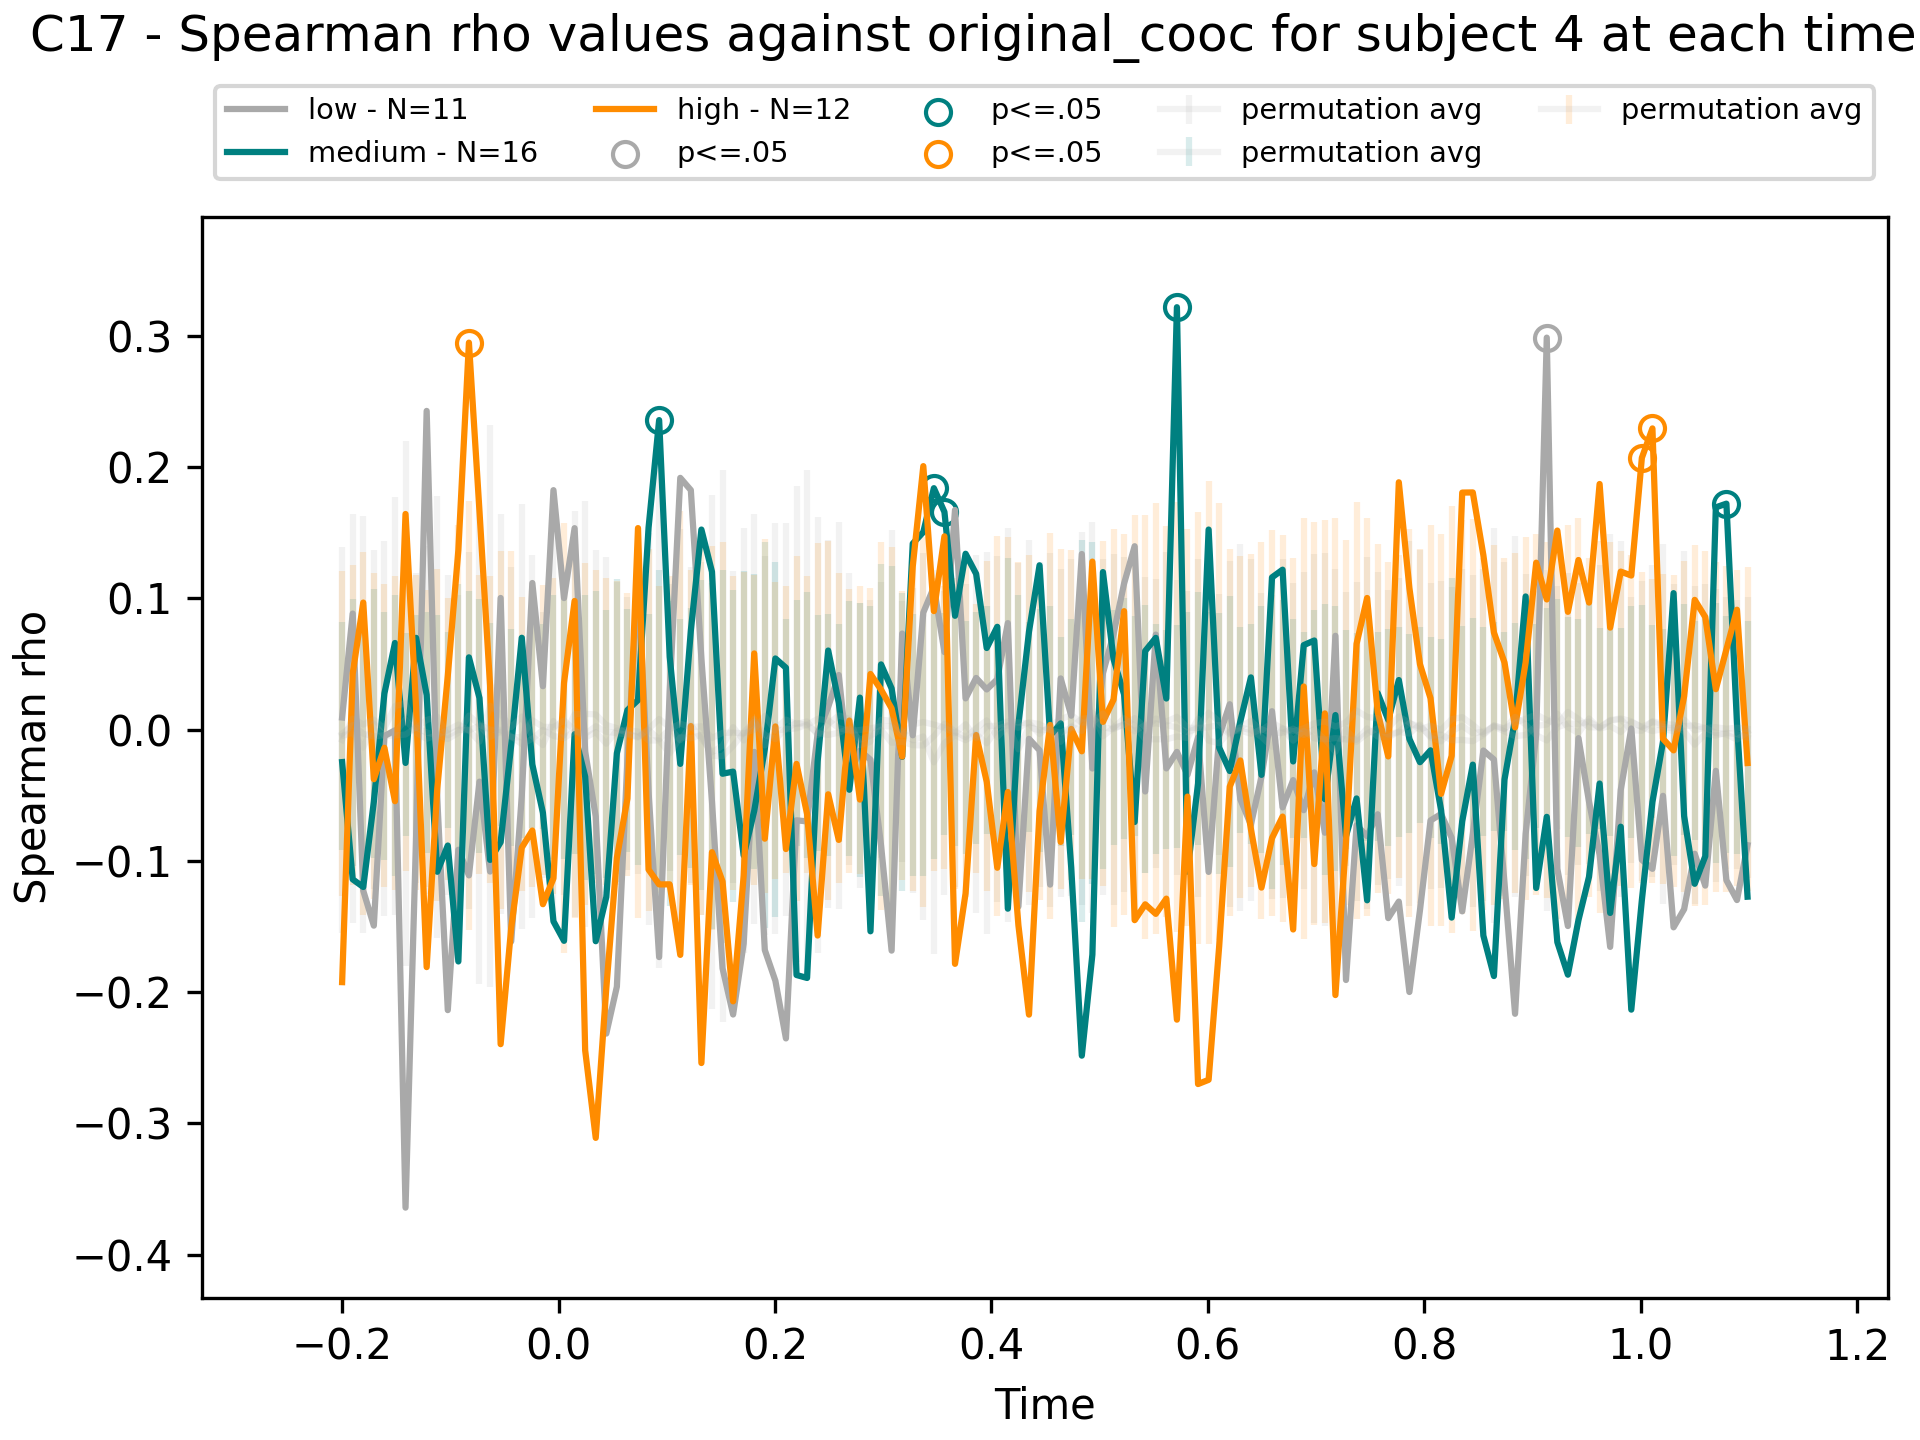 C17 - Spearman rho values against original_cooc for subject 4 at each time
low - N=11
medium - N=16
high - N=12
p<=.05
p<=.05
p<=.05
permutation avg
permutation avg
permutation avg
Spearman rho
0.3
0.2
0.1
0.0
−0.1
−0.2
−0.3
−0.4
−0.2 0.0 0.2 0.4 0.6 0.8 1.0 1.2
Time